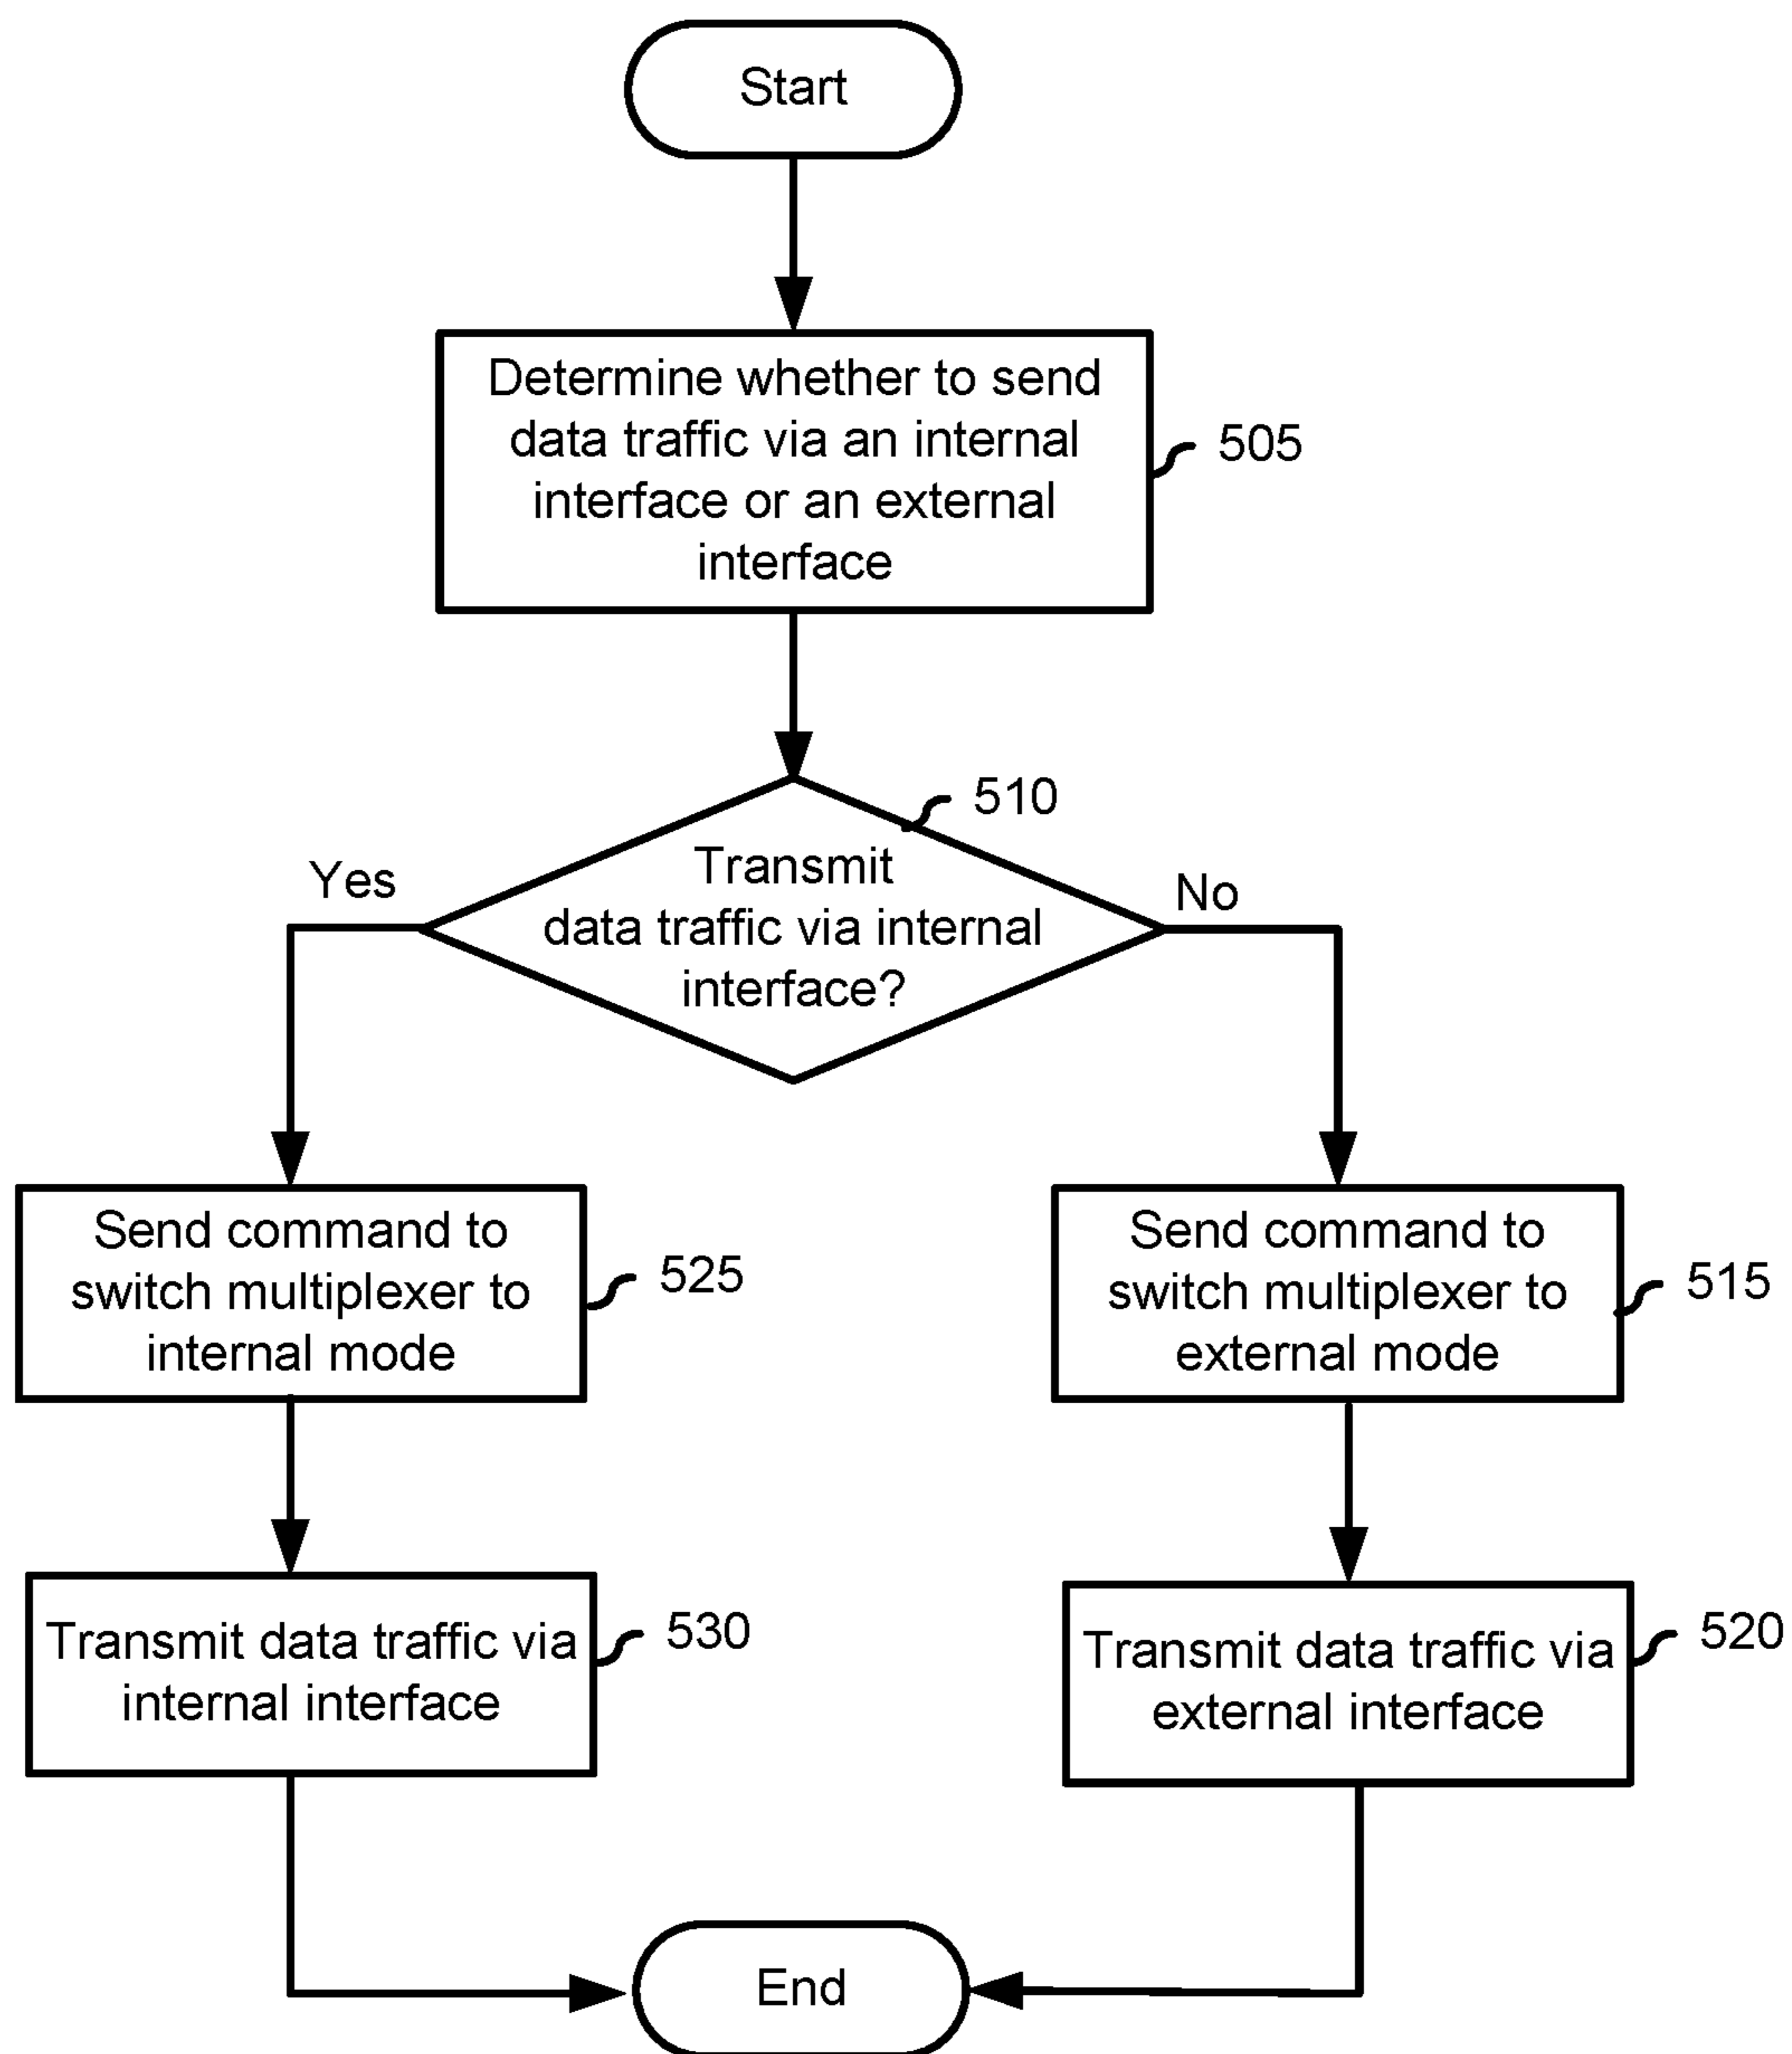 Start
Determine whether to send
data traffic via an internal
interface or an external
interface
505
510
Transmit
data traffic via internal
interface?
Yes
No
Send command to
switch multiplexer to
internal mode
525
Send command to
switch multiplexer to
external mode
515
Transmit data traffic via
internal interface
530
Transmit data traffic via
external interface
520
End